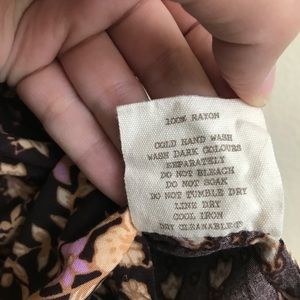 100% RAYON
COLD HAND WASH
WASH DARK COLOURS
SEPARATELY
DO NOT BLEACH
DO NOT SOAK
DO NOT TUMBLE DRY
LINE DRY
COOL IRON
DRY CLEANABLE